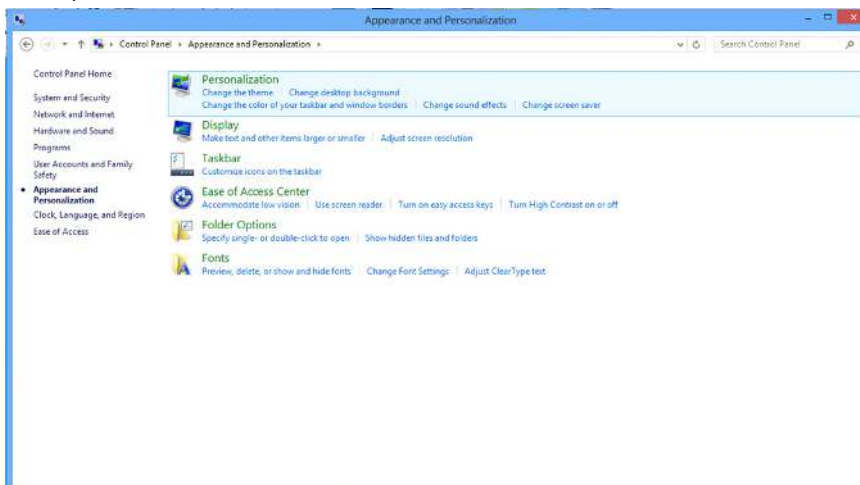 Appearance and Personalization
Control Panel Appearance and Personalization
Search Control Panel
Control Panel Home
System and Security
Network and Internet
Hardware and Sound
Programs
User Accounts and Family
Safety
Appearance and
Personalization
Clock, Language, and Region
Ease of Access
Personalization
Change the theme Change desktop background
Change the color of your taskbar and window borders Change sound effects Change screen saver
Display
Make text and other items larger or smaller Adjust screen resolution
Taskbar
Customize icons on the taskbar
Ease of Access Center
Accommodate low vision Use screen reader Turn on easy access keys Turn High Contrast on or off
Folder Options
Specify single- or double-click to open Show hidden files and folders
Fonts
Preview, delete, or show and hide fonts Change Font Settings Adjust ClearType text